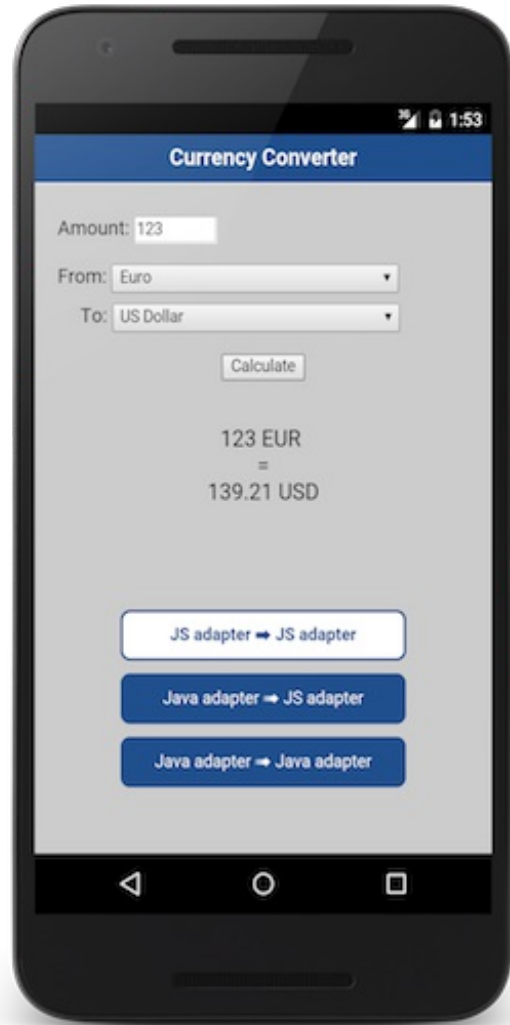 3G 1:53
Currency Converter
Amount: 123
From: Euro
To: US Dollar
Calculate
123 EUR
=
139.21 USD
JS adapter ➡ JS adapter
Java adapter ➡ JS adapter
Java adapter ➡ Java adapter